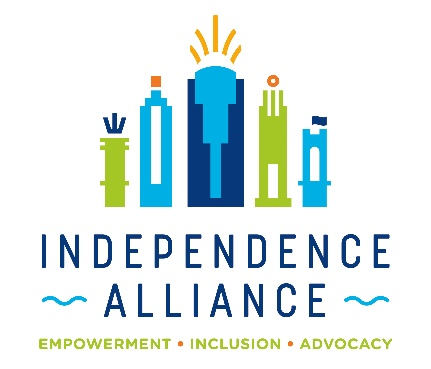 INDEPENDENCE
ALLIANCE
EMPOWERMENT • INCLUSION • ADVOCACY